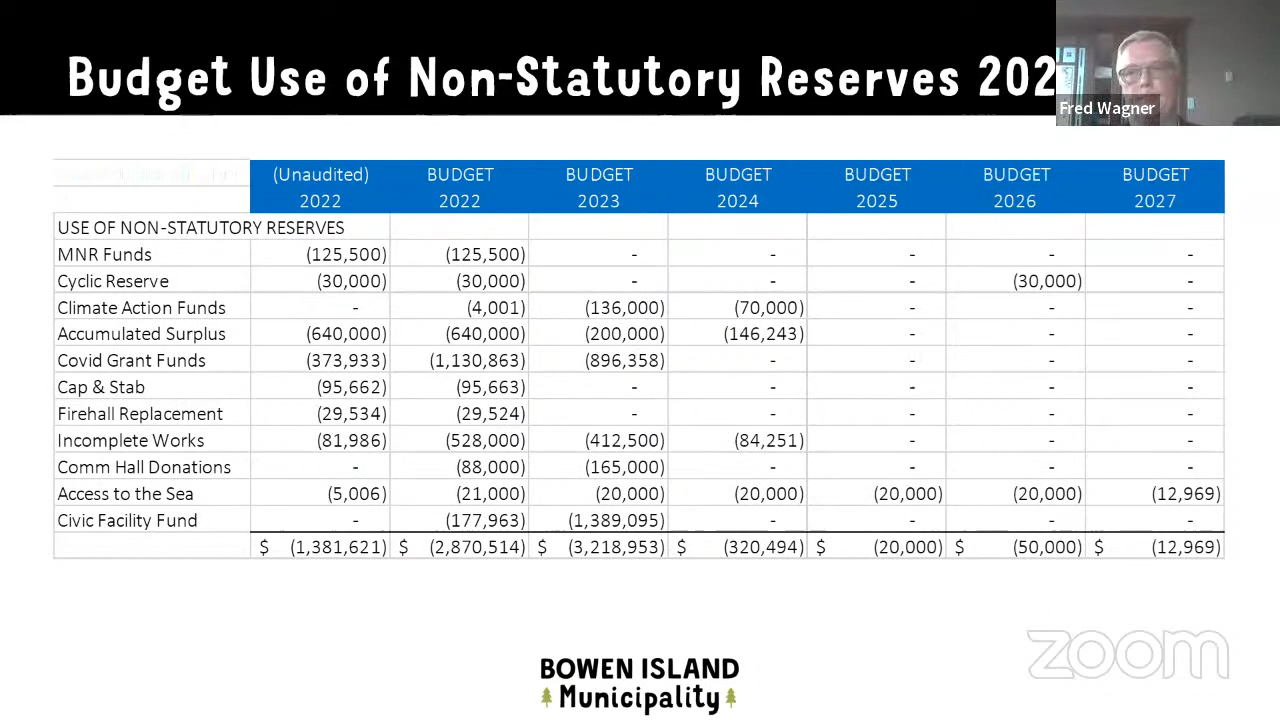 Budget Use of Non-Statutory Reserves 202
Fred Wagner
(Unaudited) BUDGET BUDGET BUDGET BUDGET BUDGET BUDGET
2022 2022 2023 2024 2025 2026 2027
USE OF NON-STATUTORY RESERVES
MNR Funds (125,500) (125,500) - - - - -
Cyclic Reserve (30,000) (30,000) - - - (30,000) -
Climate Action Funds - (4,001) (136,000) (70,000) - - -
Accumulated Surplus (640,000) (640,000) (200,000) (146,243) - - -
Covid Grant Funds (373,933) (1,130,863) (896,358) - - - -
Cap & Stab (95,662) (95,663) - - - - -
Firehall Replacement (29,534) (29,524) - - - - -
Incomplete Works (81,986) (528,000) (412,500) (84,251) - - -
Comm Hall Donations - (88,000) (165,000) - - - -
Access to the Sea (5,006) (21,000) (20,000) (20,000) (20,000) (20,000) (12,969)
Civic Facility Fund - (177,963) (1,389,095) - - - -
$ (1,381,621) $ (2,870,514) $ (3,218,953) $ (320,494) $ (20,000) $ (50,000) $ (12,969)
zoom
BOWEN ISLAND
Municipality